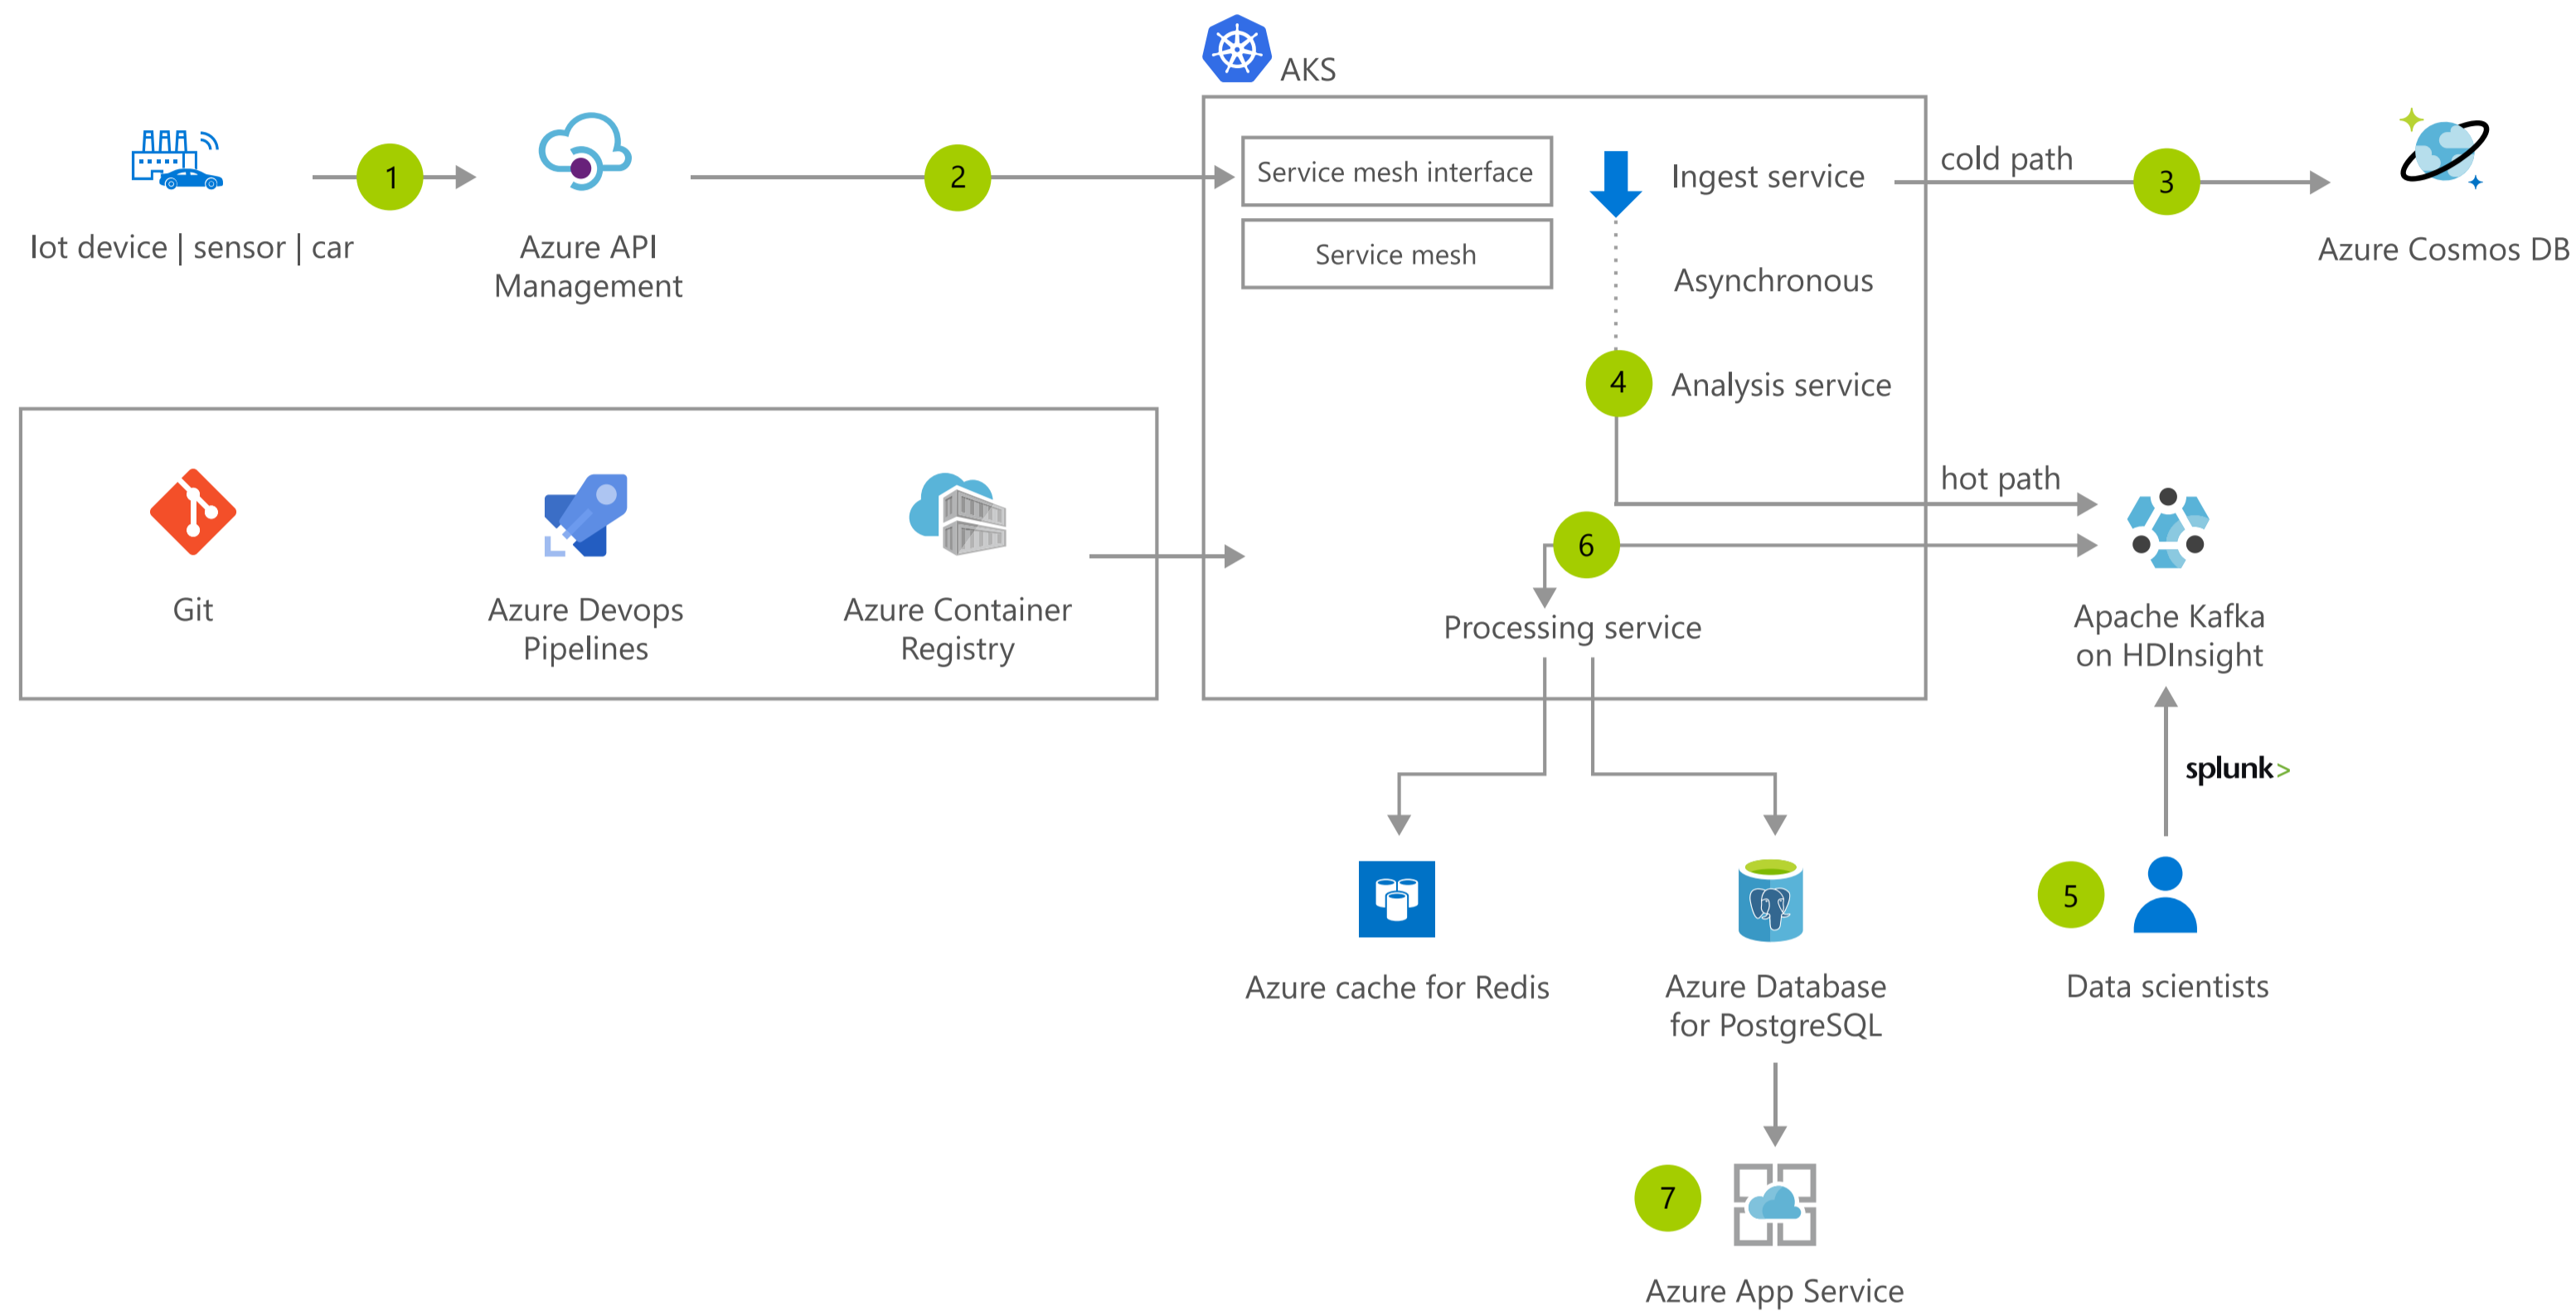 AKS
1
2
Service mesh interface
Ingest service
cold path
3
Iot device | sensor | car
Azure API
Management
Service mesh
Asynchronous
Azure Cosmos DB
4
Analysis service
hot path
6
Git
Azure Devops
Pipelines
Azure Container
Registry
Processing service
Apache Kafka
on HDInsight
splunk>
5
Azure cache for Redis
Azure Database
for PostgreSQL
Data scientists
7
Azure App Service